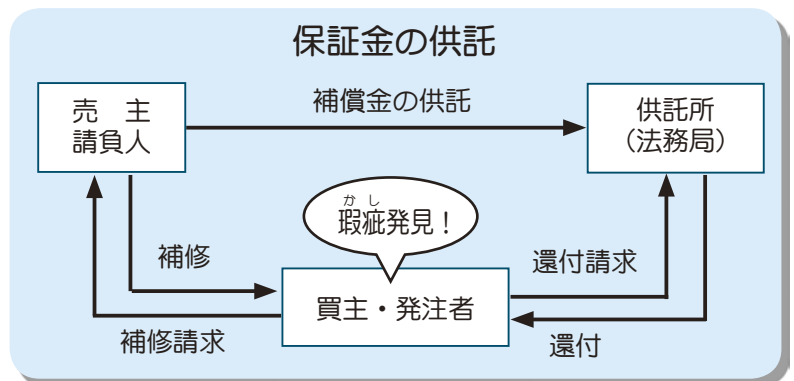 保証金の供託
売 主
請負人
補償金の供託
供託所
（法務局）
かし
瑕疵発見！
補修
還付請求
買主・発注者
補修請求
還付